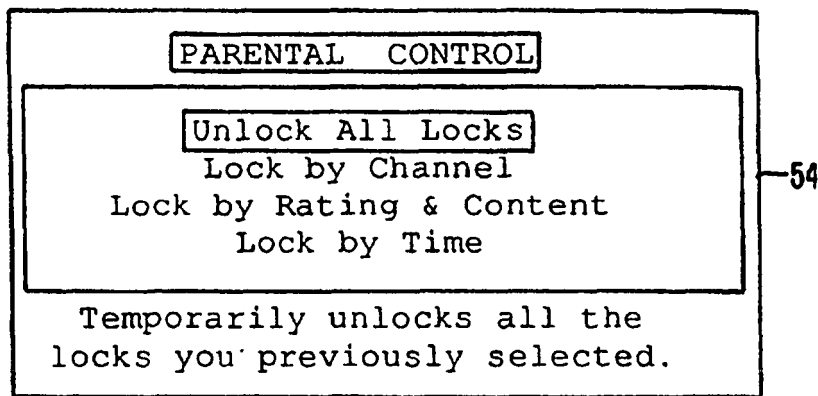 PARENTAL CONTROL
Unlock All Locks
Lock by Channel
Lock by Rating & Content
Lock by Time
54
Temporarily unlocks all the
locks you previously selected.